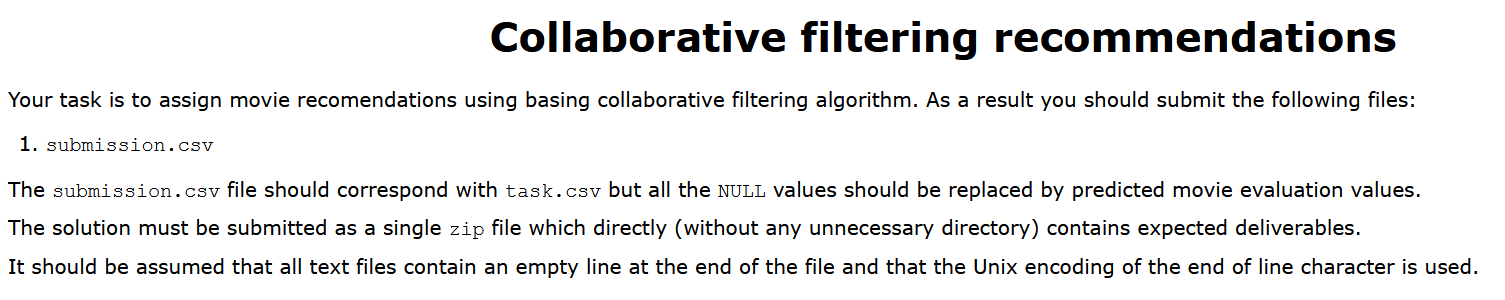 Collaborative filtering recommendations
Your task is to assign movie recomendations using basing collaborative filtering algorithm. As a result you should submit the following files:
1. submission.csv
The submission.csv file should correspond with task.csv but all the NULL values should be replaced by predicted movie evaluation values.
The solution must be submitted as a single zip file which directly (without any unnecessary directory) contains expected deliverables.
It should be assumed that all text files contain an empty line at the end of the file and that the Unix encoding of the end of line character is used.